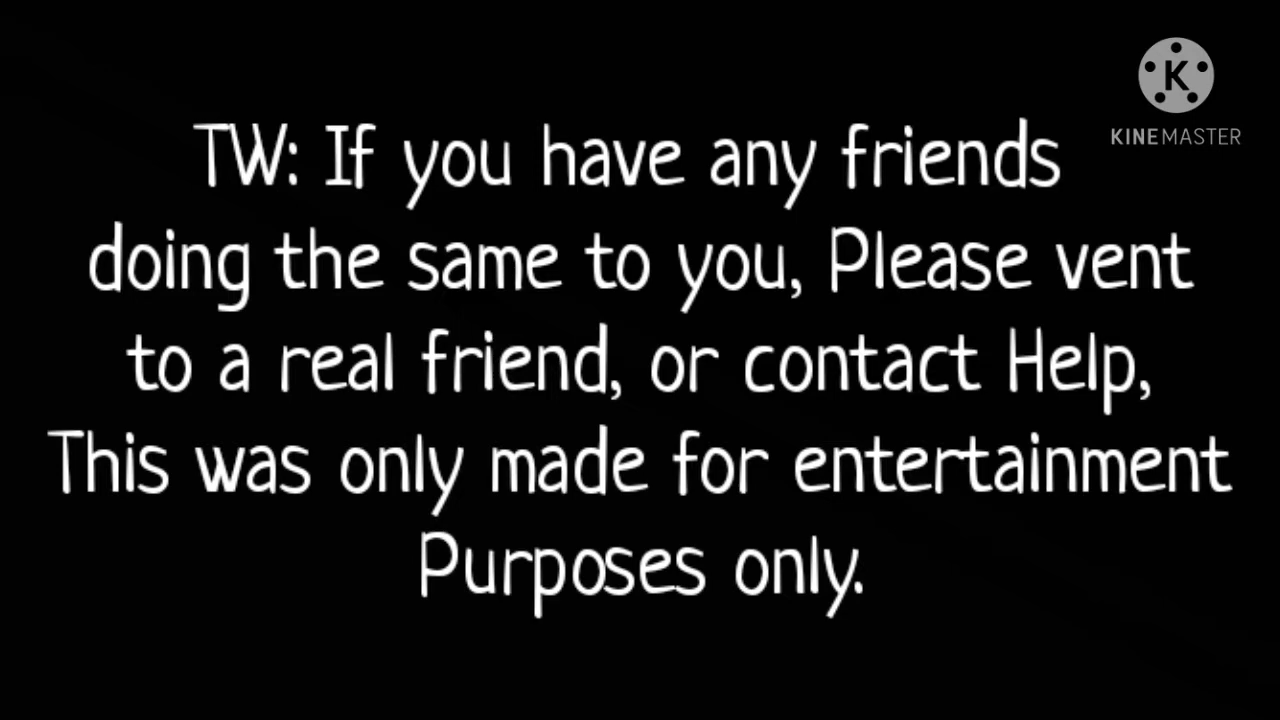 K
KINEMASTER
TW: If you have any friends
doing the same to you, Please vent
to a real friend, or contact Help,
This was only made for entertainment
Purposes only.